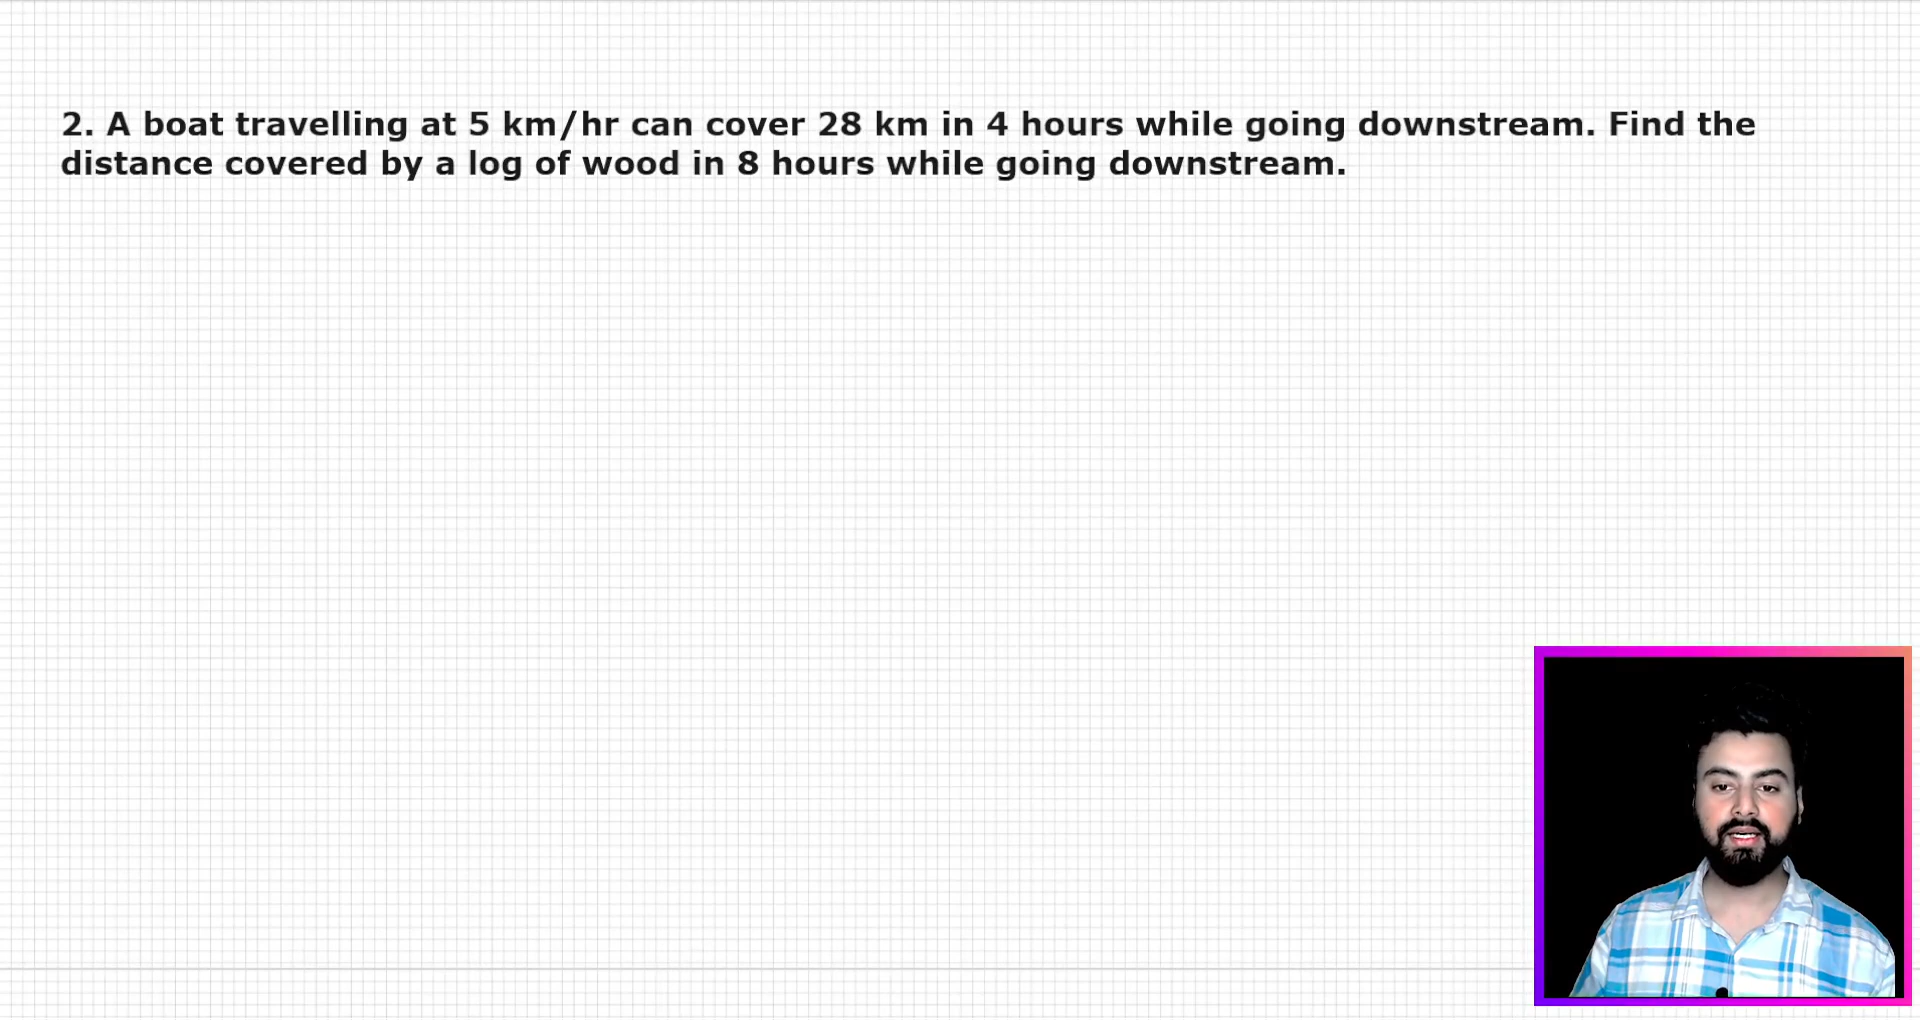 2. A boat travelling at 5 km/hr can cover 28 km in 4 hours while going downstream. Find the
distance covered by a log of wood in 8 hours while going downstream.